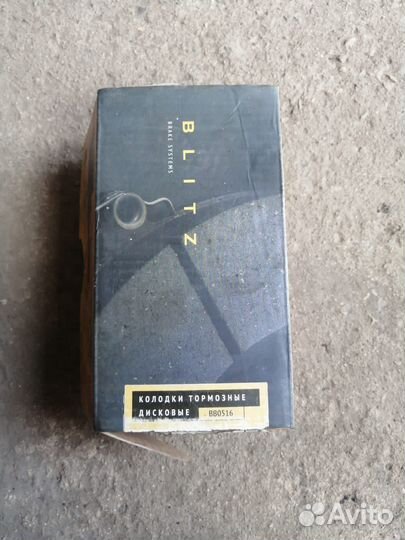 BLITZ
BRAKE SYSTEMS
КОЛОДКИ ТОРМОЗНЫЕ
ДИСКОВЫЕ BB0516
Avito